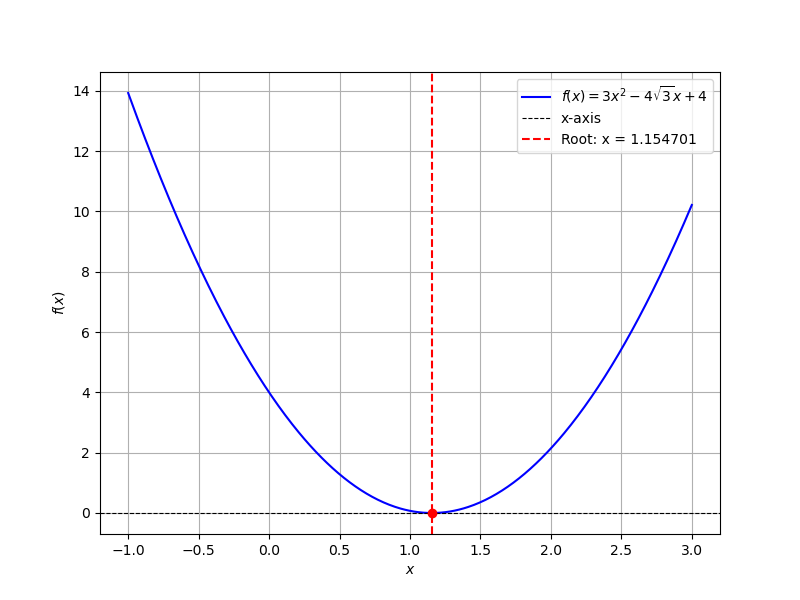 f(x) = 3x² − 4√3x + 4
x-axis
Root: x = 1.154701
14
12
10
8
6
4
2
0
f(x)
−1.0 −0.5 0.0 0.5 1.0 1.5 2.0 2.5 3.0
x